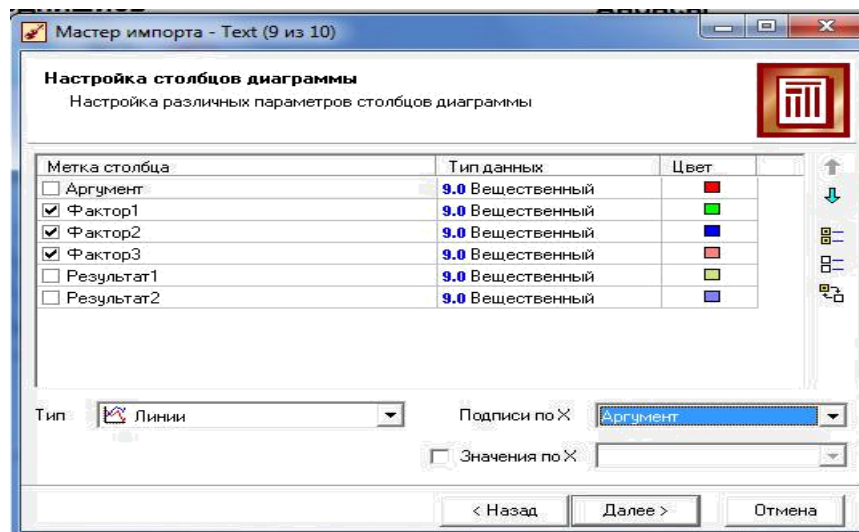 Мастер импорта - Text (9 из 10)
Настройка столбцов диаграммы
Настройка различных параметров столбцов диаграммы
Метка столбца Тип данных Цвет
Аргумент 9.0 Вещественный
Фактор1 9.0 Вещественный
Фактор2 9.0 Вещественный
Фактор3 9.0 Вещественный
Результат1 9.0 Вещественный
Результат2 9.0 Вещественный
Тип Линии Подписи по X Аргумент
Значения по X
< Назад Далее > Отмена